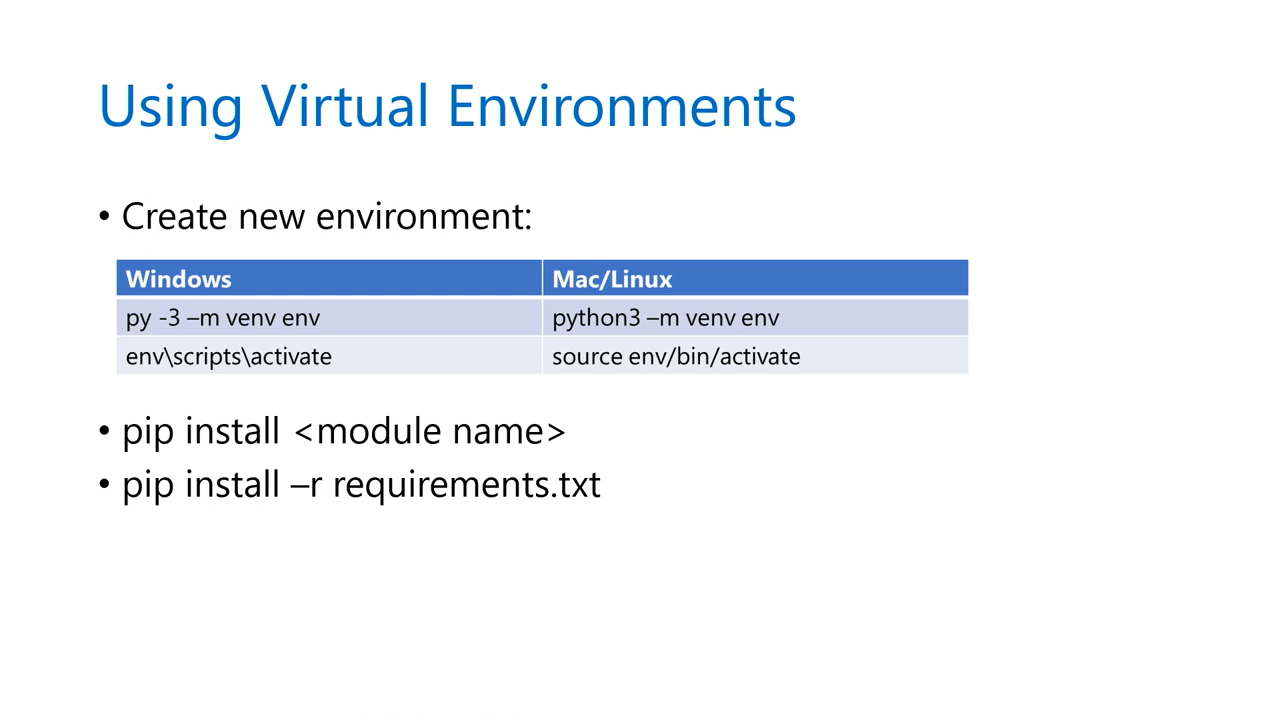 Using Virtual Environments
• Create new environment:
Windows Mac/Linux
py -3 –m venv env python3 –m venv env
env\scripts\activate source env/bin/activate
• pip install <module name>
• pip install –r requirements.txt